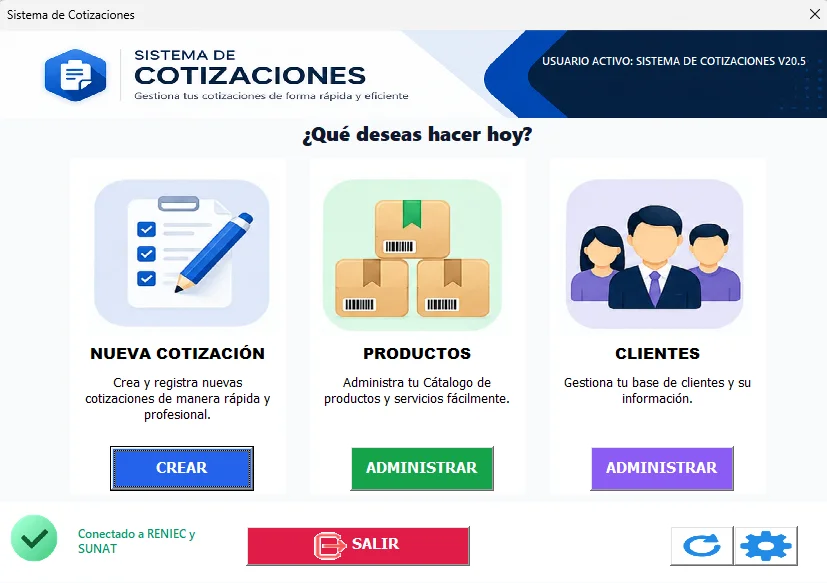 Sistema de Cotizaciones
SISTEMA DE
COTIZACIONES
Gestiona tus cotizaciones de forma rápida y eficiente
USUARIO ACTIVO: SISTEMA DE COTIZACIONES V20.5
¿Qué deseas hacer hoy?
NUEVA COTIZACIÓN
Crea y registra nuevas
cotizaciones de manera rápida y
profesional.
CREAR
PRODUCTOS
Administra tu Cátalogo de
productos y servicios fácilmente.
ADMINISTRAR
CLIENTES
Gestiona tu base de clientes y su
información.
ADMINISTRAR
Conectado a RENIEC y
SUNAT
SALIR